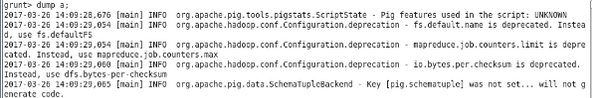 grunt> dump a;
2017-03-26 14:09:28,676 [main] INFO  org.apache.pig.tools.pigstats.ScriptState - Pig features used in the script: UNKNOWN
2017-03-26 14:09:29,054 [main] INFO  org.apache.hadoop.conf.Configuration.deprecation - fs.default.name is deprecated. Instea
d, use fs.defaultFS
2017-03-26 14:09:29,054 [main] INFO  org.apache.hadoop.conf.Configuration.deprecation - mapreduce.job.counters.limit is depre
cated. Instead, use mapreduce.job.counters.max
2017-03-26 14:09:29,060 [main] INFO  org.apache.hadoop.conf.Configuration.deprecation - io.bytes.per.checksum is deprecated.
Instead, use dfs.bytes-per-checksum
2017-03-26 14:09:29,065 [main] INFO  org.apache.pig.data.SchemaTupleBackend - Key [pig.schematuple] was not set... will not g
enerate code.